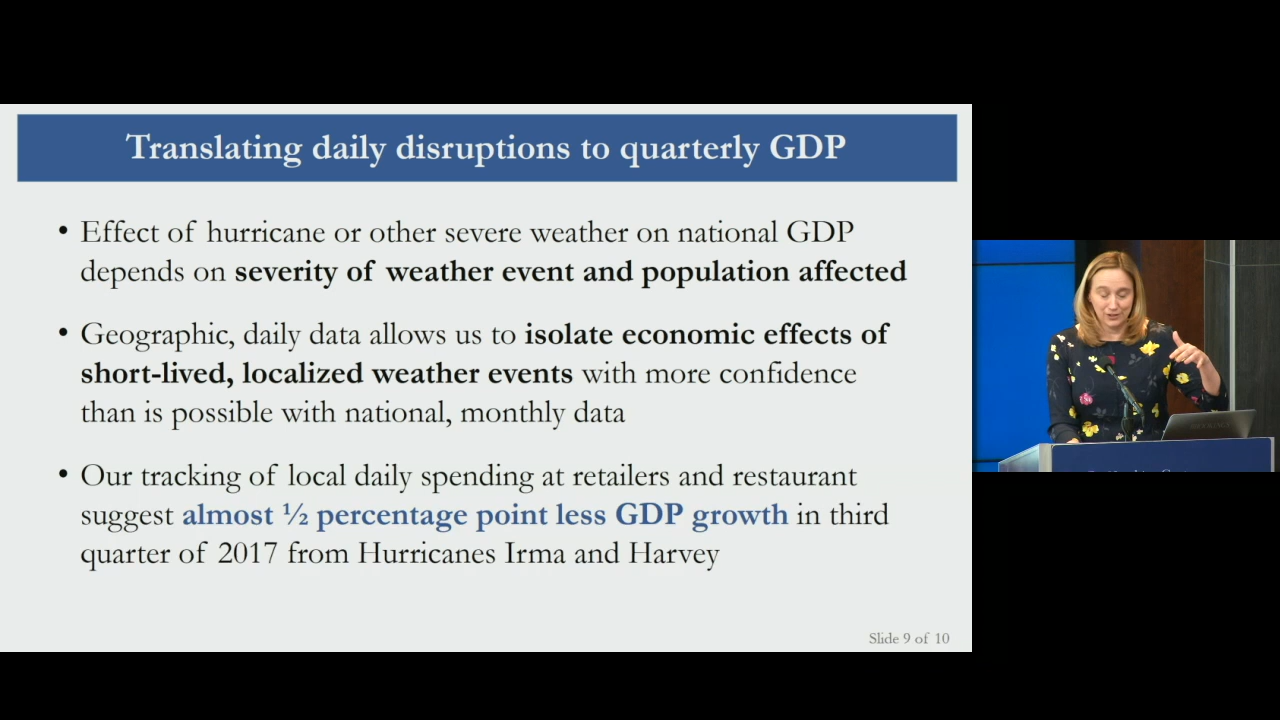 Translating daily disruptions to quarterly GDP
• Effect of hurricane or other severe weather on national GDP
depends on severity of weather event and population affected
• Geographic, daily data allows us to isolate economic effects of
short-lived, localized weather events with more confidence
than is possible with national, monthly data
• Our tracking of local daily spending at retailers and restaurant
suggest almost ½ percentage point less GDP growth in third
quarter of 2017 from Hurricanes Irma and Harvey
Slide 9 of 10